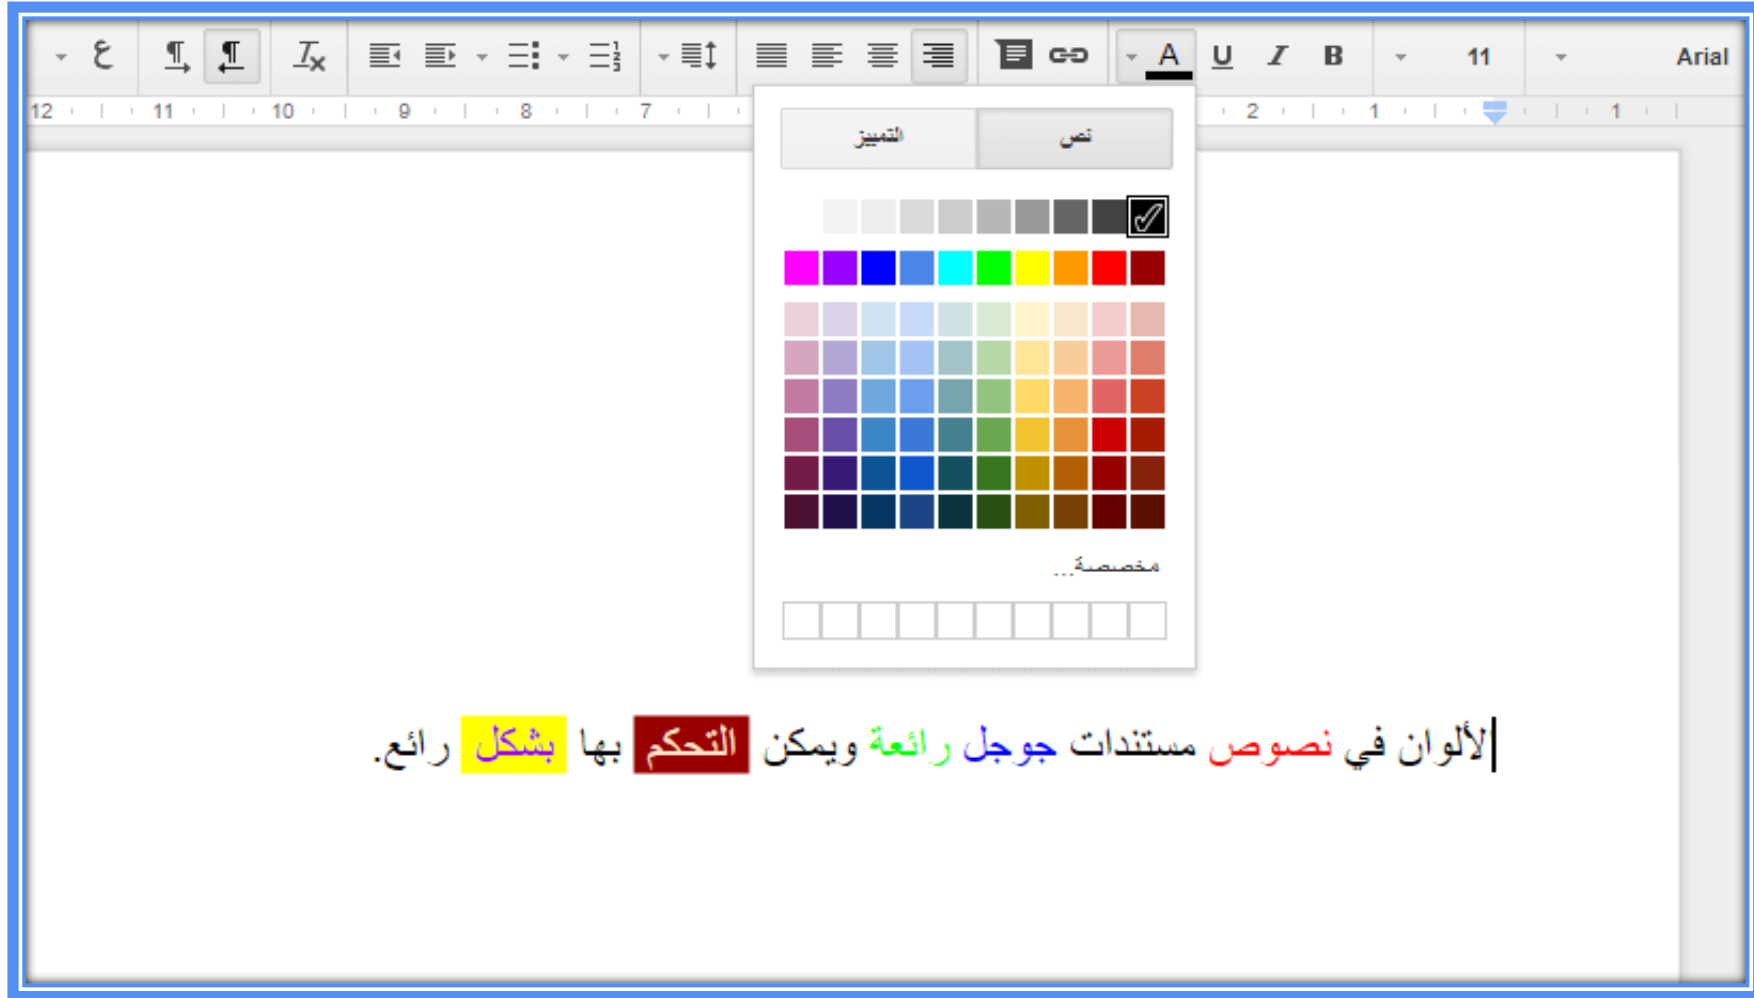 Arial 11 B I U A ع
12 11 10 9 8 7 2 1 1
نص التمييز
مخصصة...
لألوان في نصوص مستندات جوجل رائعة ويمكن التحكم بها بشكل رائع.